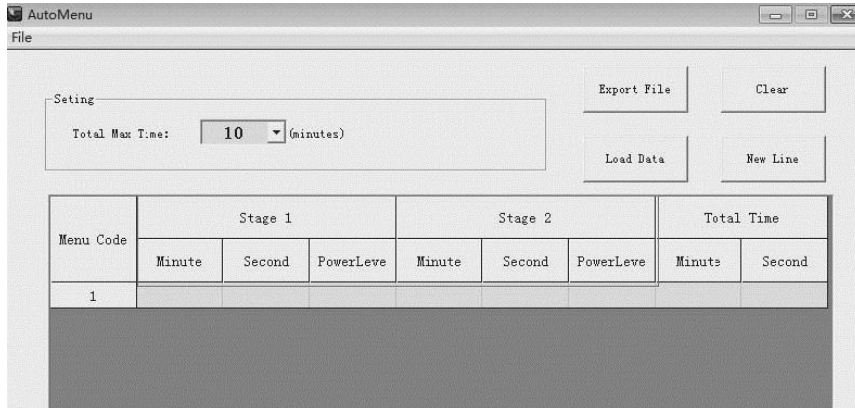 AutoMenu
File
Seting
Total Max Time: 10 (minutes)
Export File
Clear
Load Data
New Line
Menu Code
Stage 1
Stage 2
Total Time
Minute Second PowerLeve Minute Second PowerLeve Minute Second
1